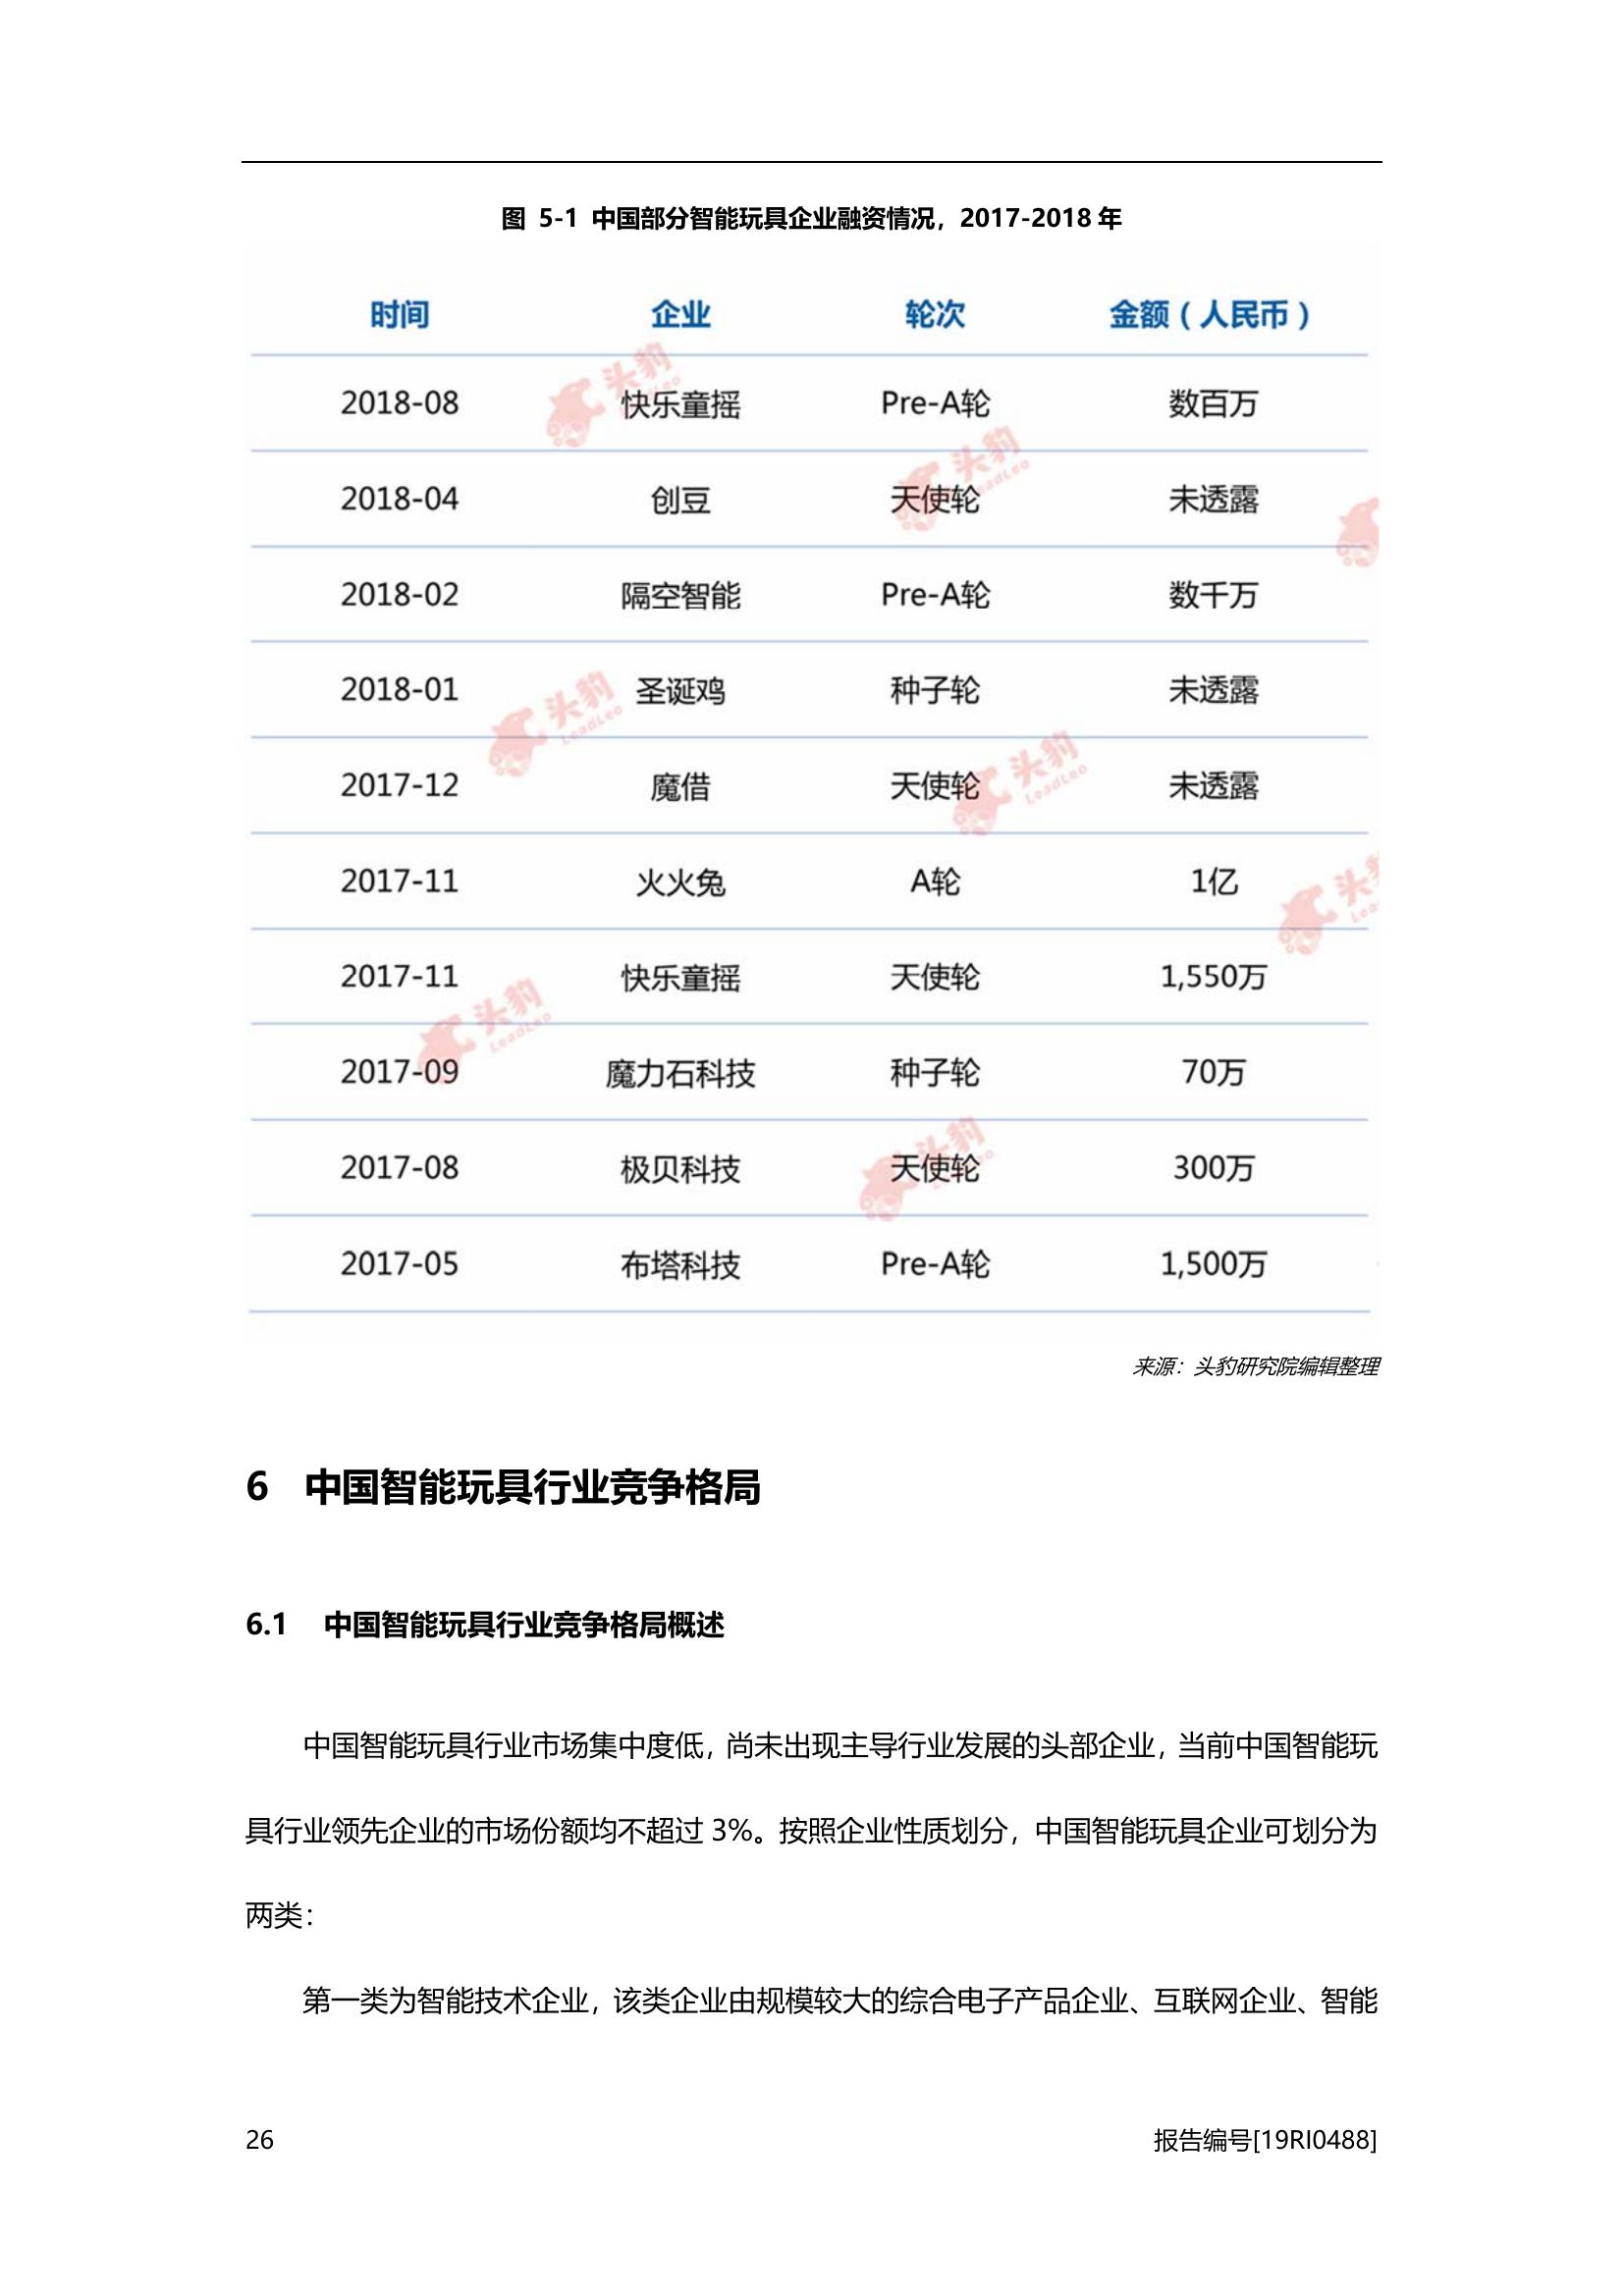 图 5-1 中国部分智能玩具企业融资情况，2017-2018 年
时间 企业 轮次 金额（人民币）
2018-08 快乐童摇 Pre-A轮 数百万
2018-04 创豆 天使轮 未透露
2018-02 隔空智能 Pre-A轮 数千万
2018-01 圣诞鸡 种子轮 未透露
2017-12 魔借 天使轮 未透露
2017-11 火火兔 A轮 1亿
2017-11 快乐童摇 天使轮 1,550万
2017-09 魔力石科技 种子轮 70万
2017-08 极贝科技 天使轮 300万
2017-05 布塔科技 Pre-A轮 1,500万
头豹 LeadLeo
来源：头豹研究院编辑整理
6 中国智能玩具行业竞争格局
6.1 中国智能玩具行业竞争格局概述
中国智能玩具行业市场集中度低，尚未出现主导行业发展的头部企业，当前中国智能玩
具行业领先企业的市场份额均不超过 3%。按照企业性质划分，中国智能玩具企业可划分为
两类：
第一类为智能技术企业，该类企业由规模较大的综合电子产品企业、互联网企业、智能
26 报告编号[19RI0488]